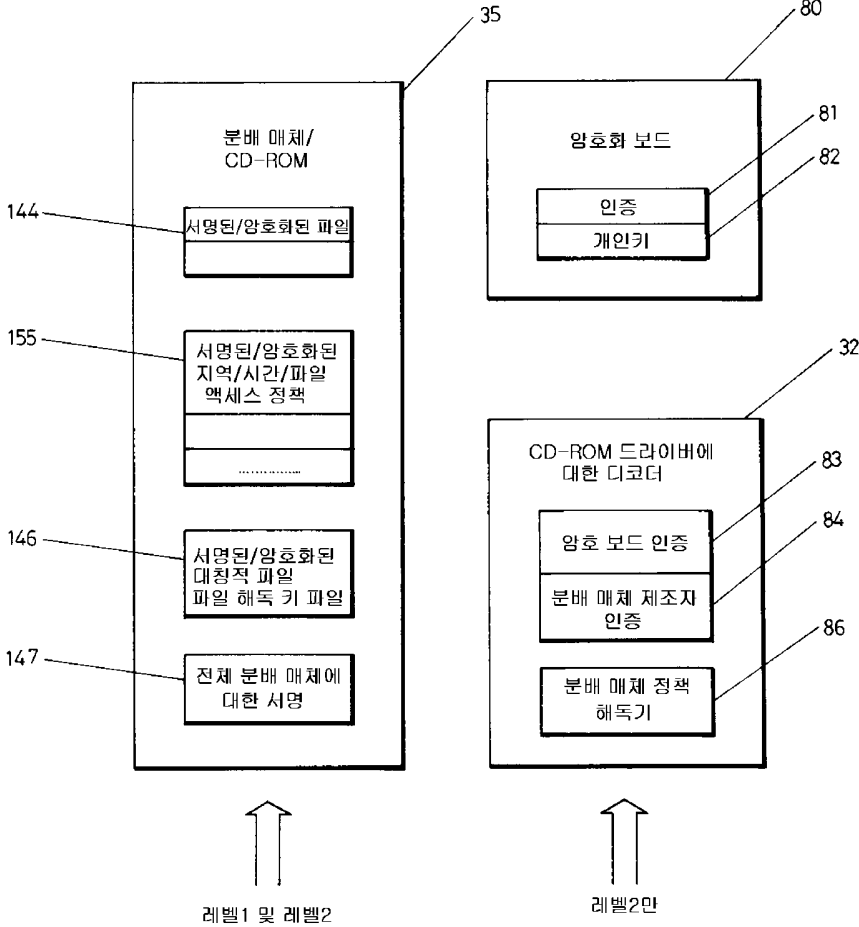 35
분배 매체/
CD-ROM
144
서명된/암호화된 파일
155
서명된/암호화된
지역/시간/파일
액세스 정책
...............
146
서명된/암호화된
대칭적 파일
파일 해독 키 파일
147
전체 분배 매체에
대한 서명
레벨1 및 레벨2
80
암호화 보드
81
82
인증
개인키
32
CD-ROM 드라이버에
대한 디코더
83
84
암호 보드 인증
분배 매체 제조자
인증
86
분배 매체 정책
해독기
레벨2만